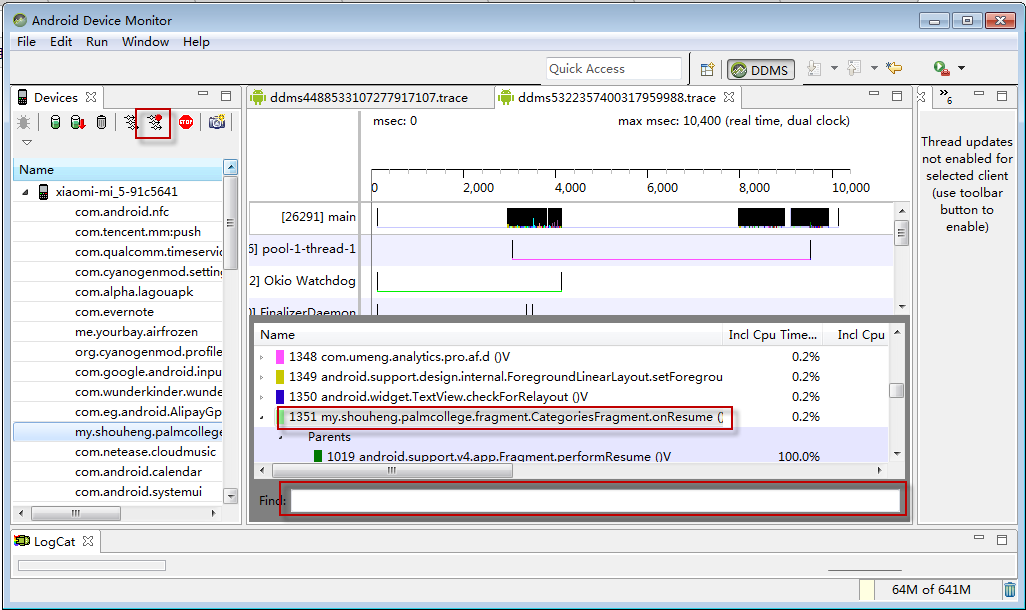 Android Device Monitor
File Edit Run Window Help
Quick Access
DDMS
Devices
ddms4488533107277917107.trace
ddms5322357400317959988.trace
6
msec: 0
max msec: 10,400 (real time, dual clock)
Thread updates
not enabled for
selected client
(use toolbar
button to
enable)
Name
xiaomi-mi_5-91c5641
com.android.nfc
com.tencent.mm:push
com.qualcomm.timeservic
com.cyanogenmod.setting
com.alpha.lagouapk
com.evernote
me.yourbay.airfrozen
org.cyanogenmod.profile
com.google.android.inpu
com.wunderkinder.wunde
com.eg.android.AlipayGp
my.shouheng.palmcollege
com.netease.cloudmusic
com.android.calendar
com.android.systemui
0 2,000 4,000 6,000 8,000 10,000
[26291] main
6] pool-1-thread-1
2] Okio Watchdog
0] FinalizerDaemon
Name Incl Cpu Time... Incl Cpu
1348 com.umeng.analytics.pro.af.d ()V 0.2%
1349 android.support.design.internal.ForegroundLinearLayout.setForegrou 0.2%
1350 android.widget.TextView.checkForRelayout ()V 0.2%
1351 my.shouheng.palmcollege.fragment.CategoriesFragment.onResume () 0.2%
Parents
1019 android.support.v4.app.Fragment.performResume ()V 100.0%
Find:
LogCat
64M of 641M